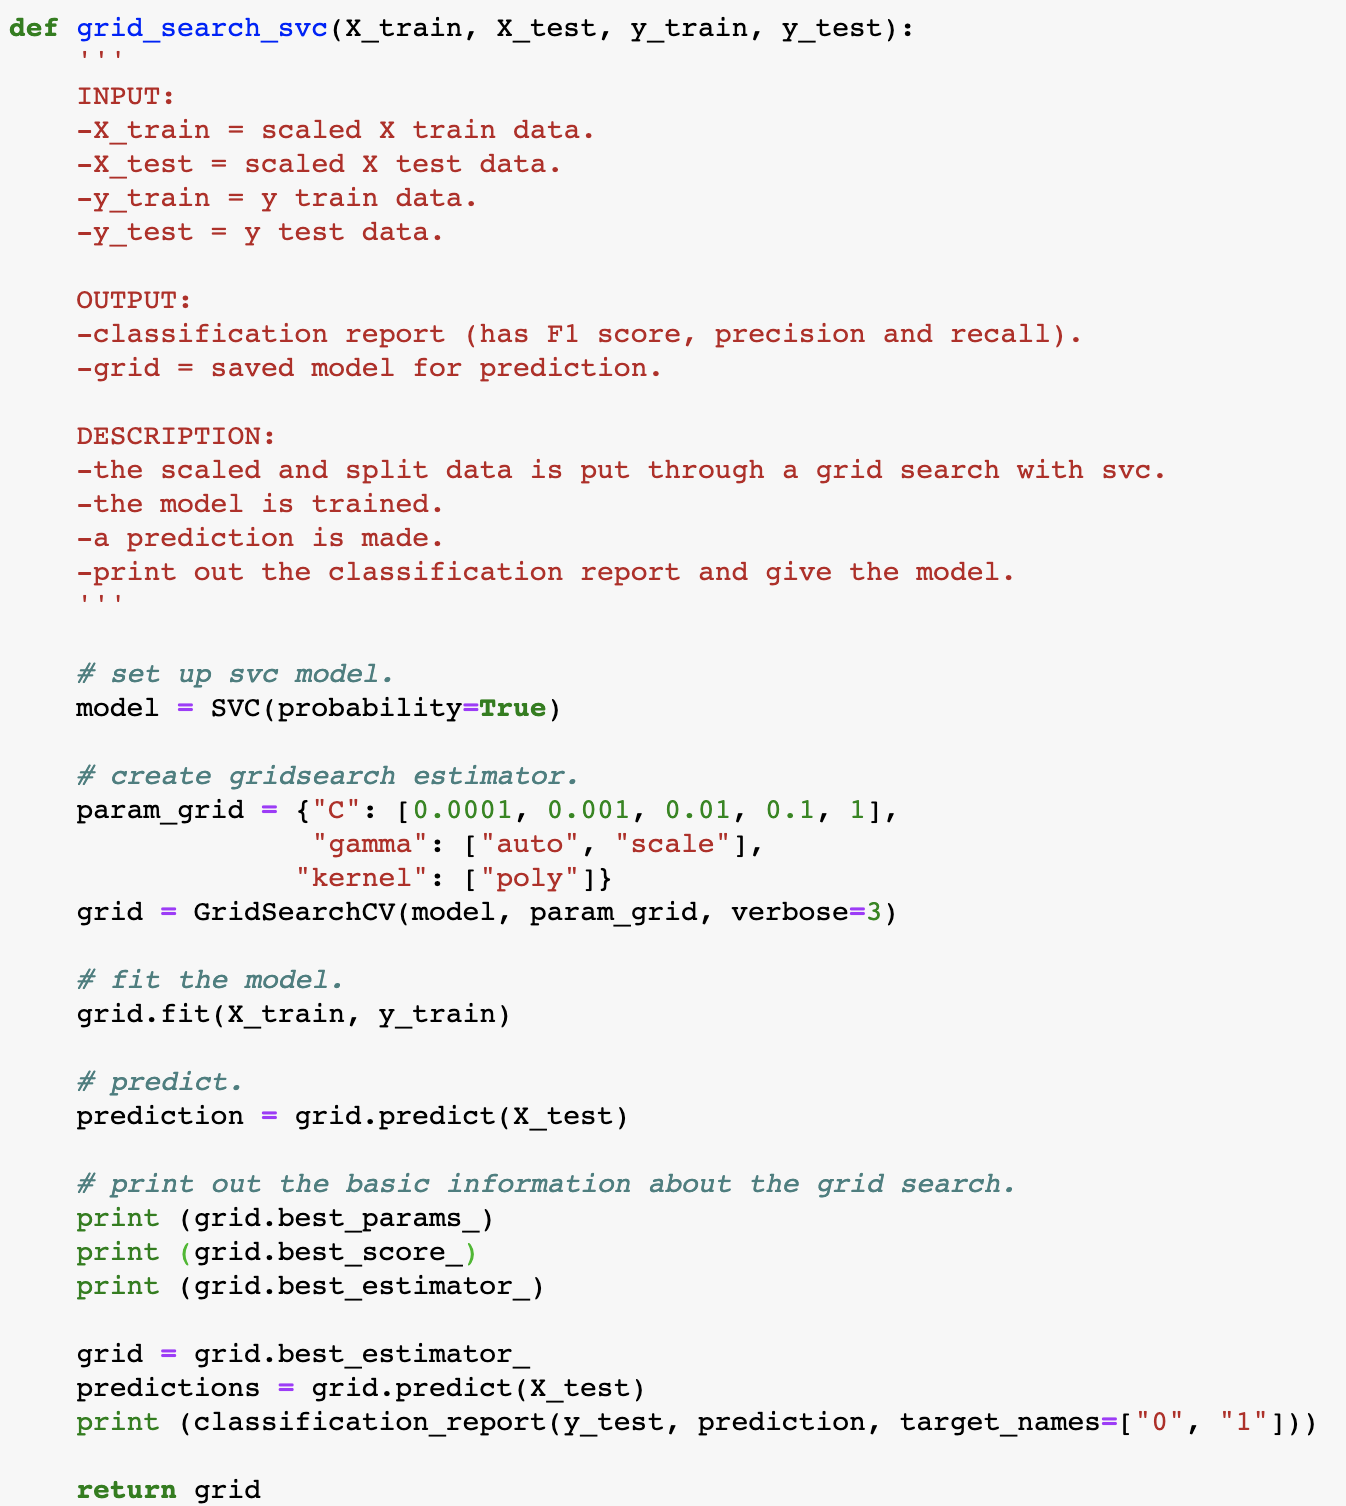 def grid_search_svc(X_train, X_test, y_train, y_test):
    '''
    INPUT:
    -X_train = scaled X train data.
    -X_test = scaled X test data.
    -y_train = y train data.
    -y_test = y test data.

    OUTPUT:
    -classification report (has F1 score, precision and recall).
    -grid = saved model for prediction.

    DESCRIPTION:
    -the scaled and split data is put through a grid search with svc.
    -the model is trained.
    -a prediction is made.
    -print out the classification report and give the model.
    '''

    # set up svc model.
    model = SVC(probability=True)

    # create gridsearch estimator.
    param_grid = {"C": [0.0001, 0.001, 0.01, 0.1, 1],
                  "gamma": ["auto", "scale"],
                 "kernel": ["poly"]}
    grid = GridSearchCV(model, param_grid, verbose=3)

    # fit the model.
    grid.fit(X_train, y_train)

    # predict.
    prediction = grid.predict(X_test)

    # print out the basic information about the grid search.
    print (grid.best_params_)
    print (grid.best_score_)
    print (grid.best_estimator_)

    grid = grid.best_estimator_
    predictions = grid.predict(X_test)
    print (classification_report(y_test, prediction, target_names=["0", "1"]))

    return grid